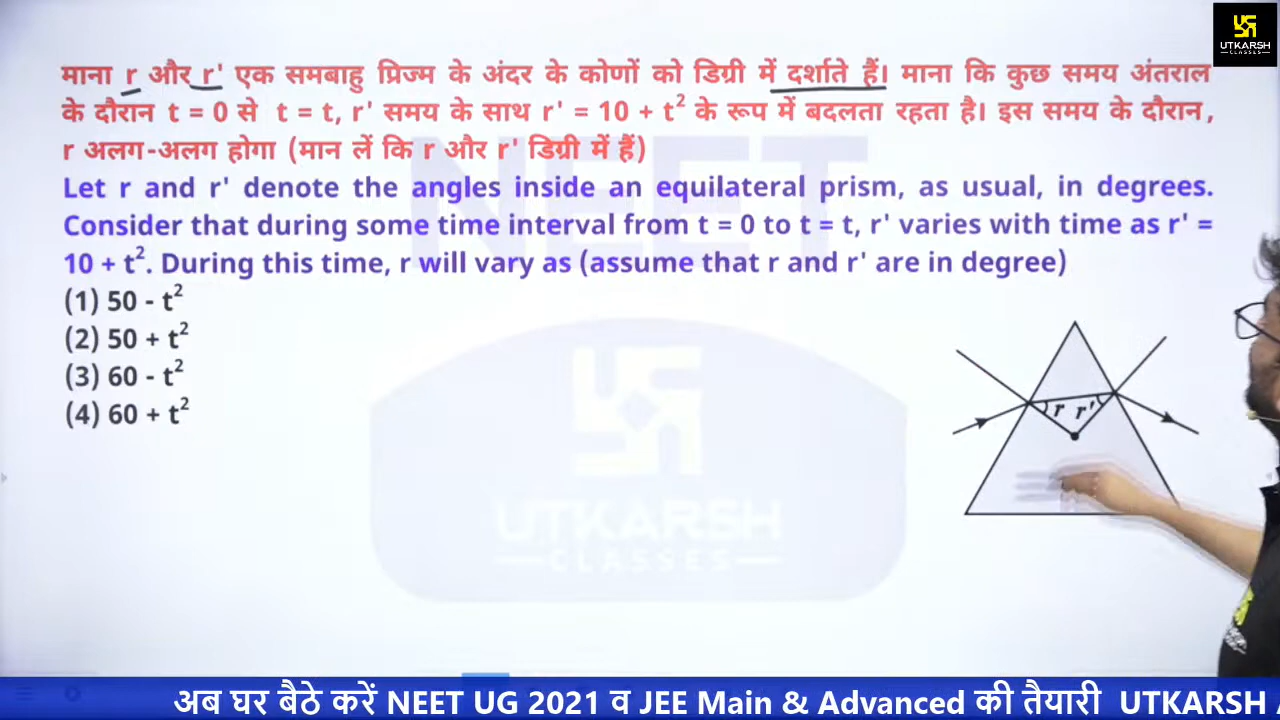 UTKARSH
CLASSES
माना r और r' एक समबाहु प्रिज्म के अंदर के कोणों को डिग्री में दर्शाते हैं। माना कि कुछ समय अंतराल
के दौरान t = 0 से t = t, r' समय के साथ r' = 10 + t² के रूप में बदलता रहता है। इस समय के दौरान,
r अलग-अलग होगा (मान लें कि r और r' डिग्री में हैं)
Let r and r' denote the angles inside an equilateral prism, as usual, in degrees.
Consider that during some time interval from t = 0 to t = t, r' varies with time as r' =
10 + t². During this time, r will vary as (assume that r and r' are in degree)
(1) 50 - t²
(2) 50 + t²
(3) 60 - t²
(4) 60 + t²
r r'
NEET
UTKARSH
CLASSES
अब घर बैठे करें NEET UG 2021 व JEE Main & Advanced की तैयारी UTKARSH